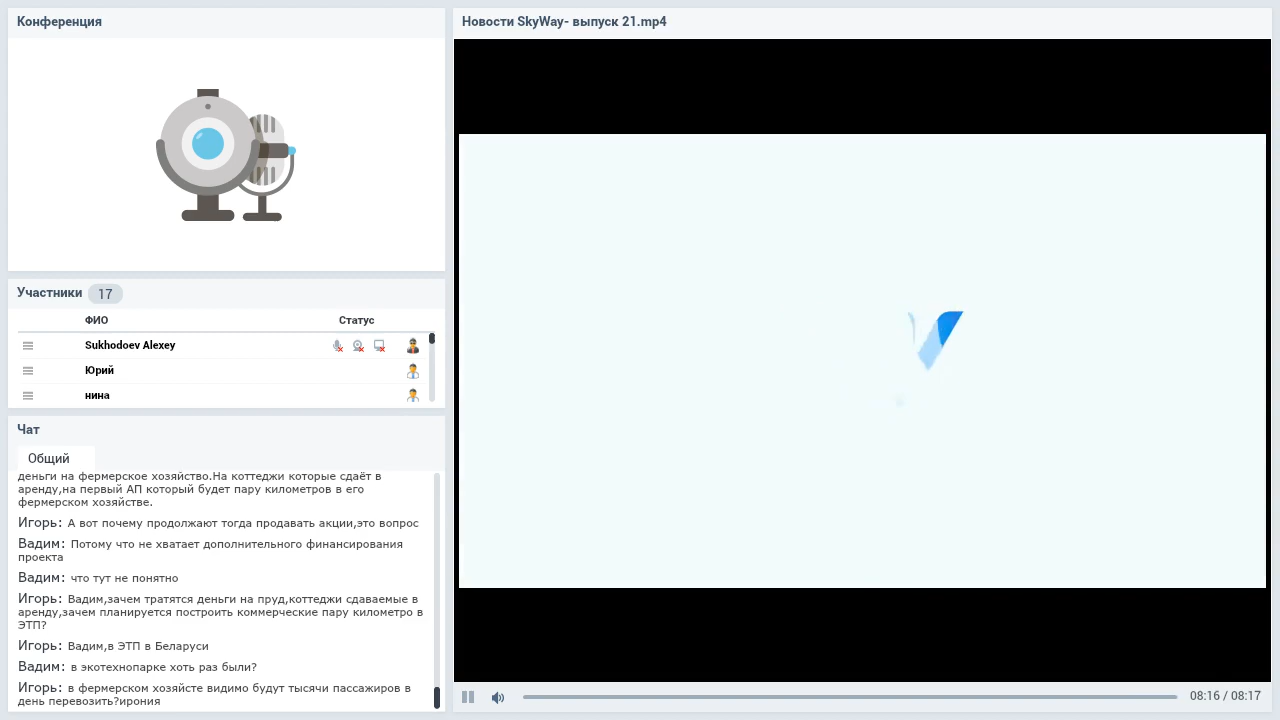 Конференция
Участники 17
ФИО Статус
Sukhodoev Alexey
Юрий
нина
Чат
Общий
деньги на фермерское хозяйство.На коттеджи которые сдаёт в
аренду,на первый АП который будет пару километров в его
фермерском хозяйстве.
Игорь: А вот почему продолжают тогда продавать акции,это вопрос
Вадим: Потому что не хватает дополнительного финансирования
проекта
Вадим: что тут не понятно
Игорь: Вадим,зачем тратятся деньги на пруд,коттеджи сдаваемые в
аренду,зачем планируется построить коммерческие пару километро в
ЭТП?
Игорь: Вадим,в ЭТП в Беларуси
Вадим: в экотехнопарке хоть раз были?
Игорь: в фермерском хозяйсте видимо будут тысячи пассажиров в
день перевозить?ирония
Новости SkyWay- выпуск 21.mp4
08:16 / 08:17